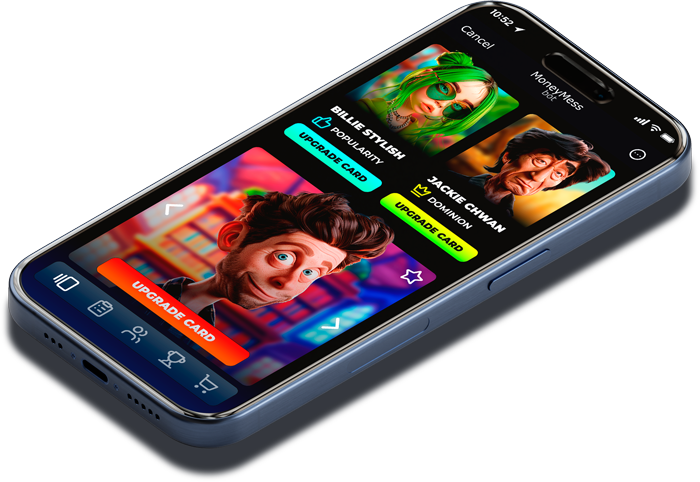 10:52
Cancel
MoneyMess
bot
BILLIE STYLISH
POPULARITY
UPGRADE CARD
JACKIE CHWAN
DOMINION
UPGRADE CARD
UPGRADE CARD